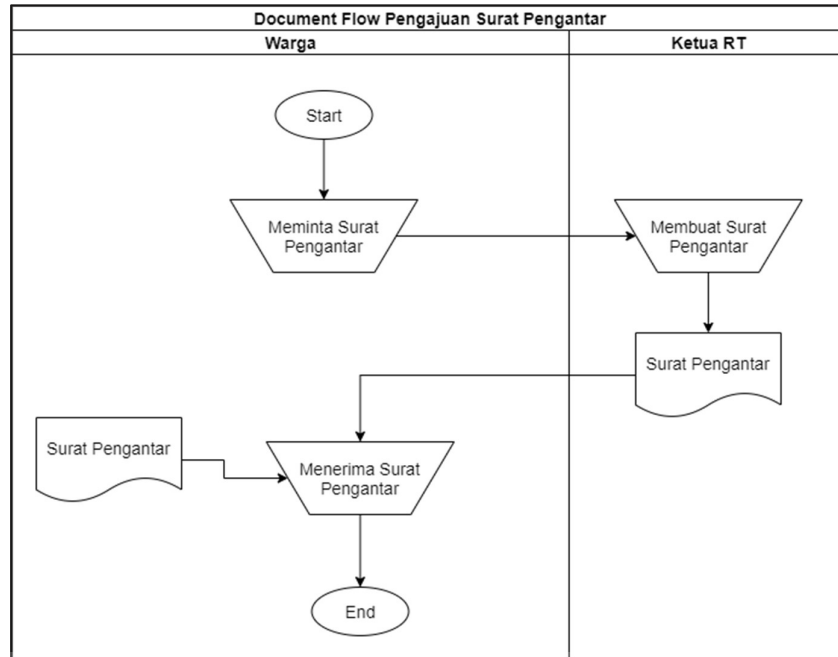 Document Flow Pengajuan Surat Pengantar
Warga
Ketua RT
Start
Meminta Surat
Pengantar
Membuat Surat
Pengantar
Surat Pengantar
Surat Pengantar
Menerima Surat
Pengantar
End